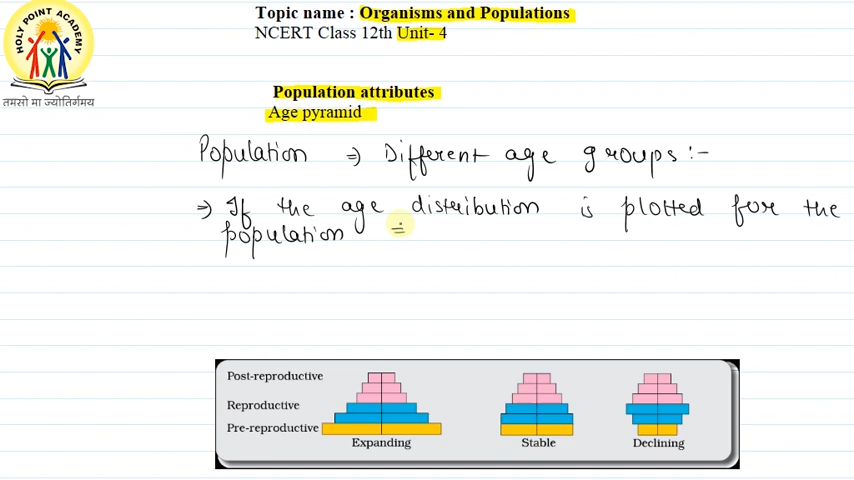 Topic name : Organisms and Populations
NCERT Class 12th Unit- 4
HOLY POINT ACADEMY
तमसो मा ज्योतिर्गमय
Population attributes
Age pyramid
Population ⇒ Different age groups :-
⇒ If the age distribution is plotted for the
population =
Post-reproductive
Reproductive
Pre-reproductive
Expanding
Stable
Declining